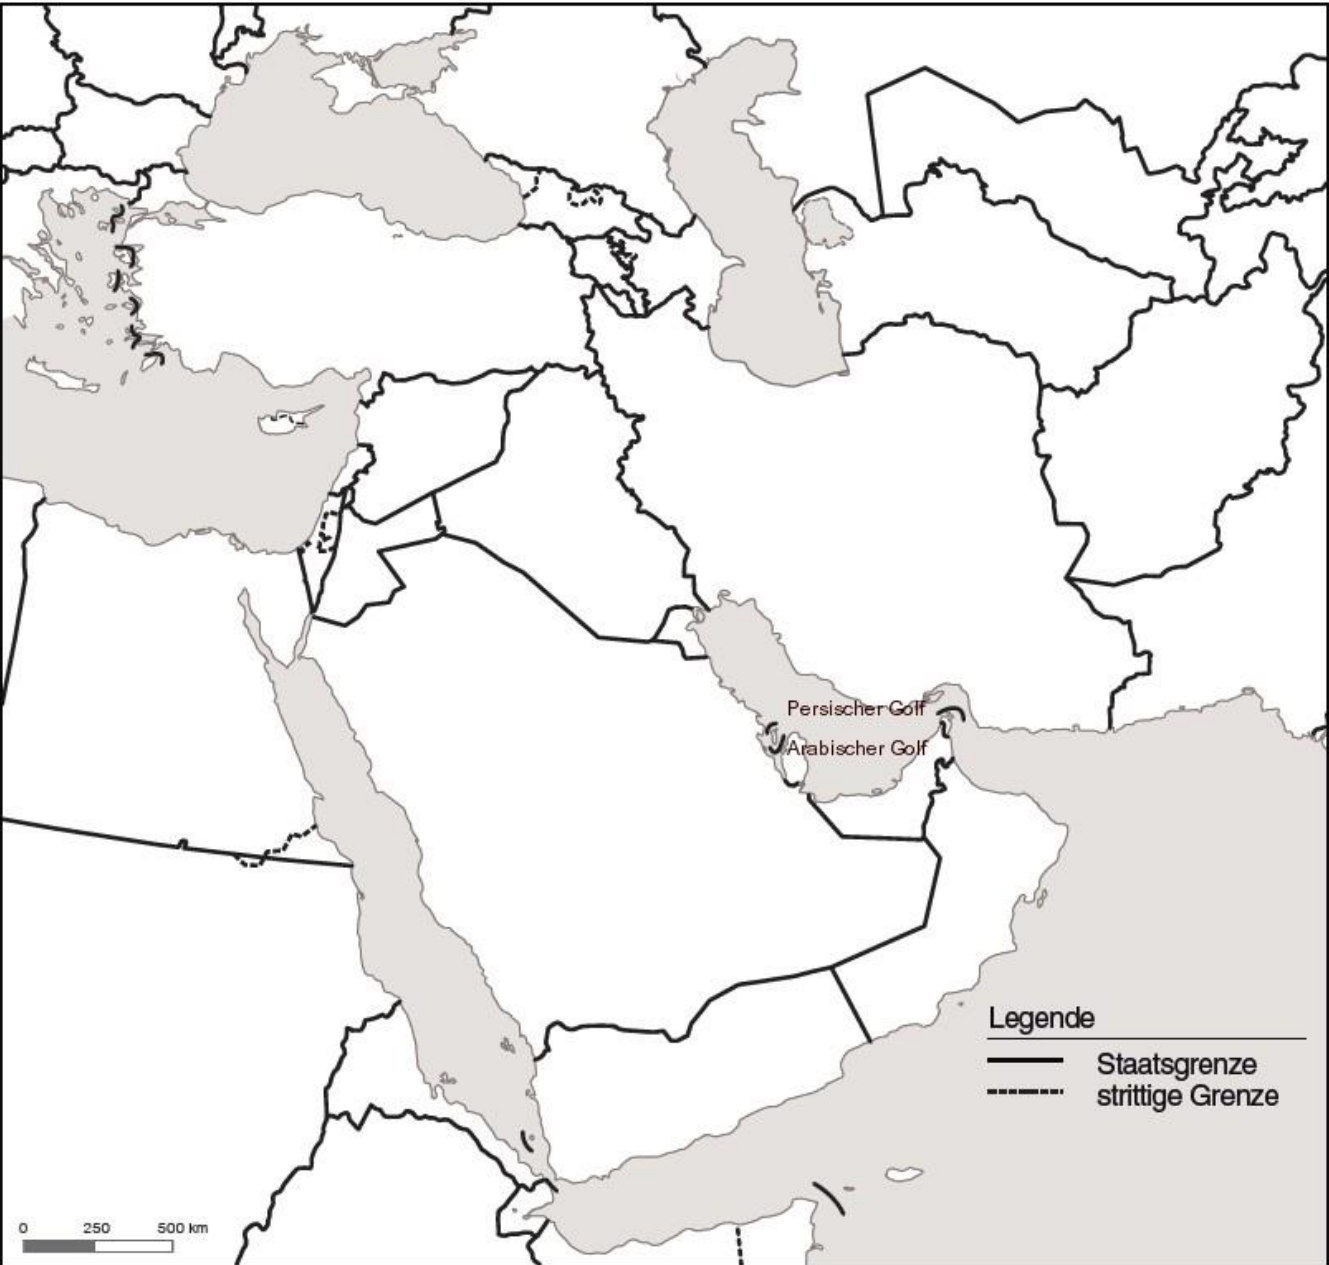 Persischer Golf
Arabischer Golf
Legende
Staatsgrenze
strittige Grenze
0 250 500 km